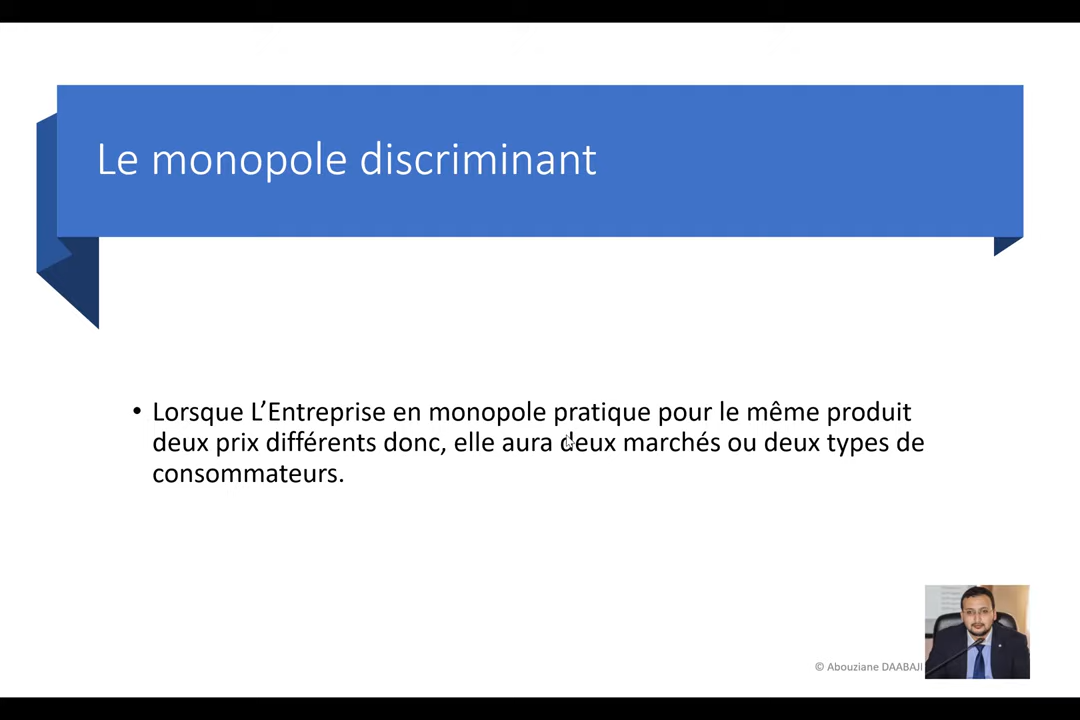 Le monopole discriminant
• Lorsque L’Entreprise en monopole pratique pour le même produit
deux prix différents donc, elle aura deux marchés ou deux types de
consommateurs.
© Abouziane DAABAJI